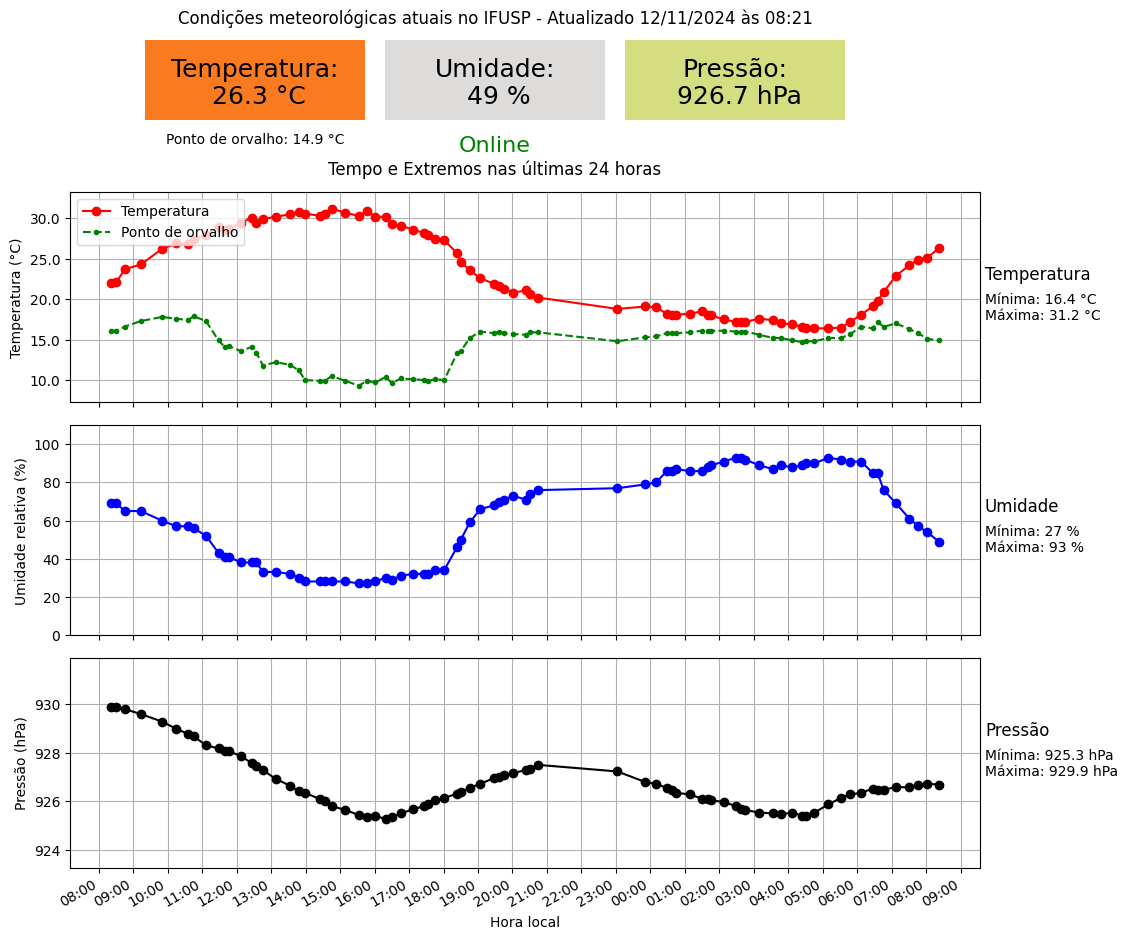 Condições meteorológicas atuais no IFUSP - Atualizado 12/11/2024 às 08:21
Temperatura:
26.3 °C
Umidade:
49 %
Pressão:
926.7 hPa
Ponto de orvalho: 14.9 °C
Online
Tempo e Extremos nas últimas 24 horas
Temperatura
Ponto de orvalho
Temperatura (°C)
30.0
25.0
20.0
15.0
10.0
Temperatura
Mínima: 16.4 °C
Máxima: 31.2 °C
Umidade relativa (%)
100
80
60
40
20
0
Umidade
Mínima: 27 %
Máxima: 93 %
Pressão (hPa)
930
928
926
924
Pressão
Mínima: 925.3 hPa
Máxima: 929.9 hPa
08:00 09:00 10:00 11:00 12:00 13:00 14:00 15:00 16:00 17:00 18:00 19:00 20:00 21:00 22:00 23:00 00:00 01:00 02:00 03:00 04:00 05:00 06:00 07:00 08:00 09:00
Hora local